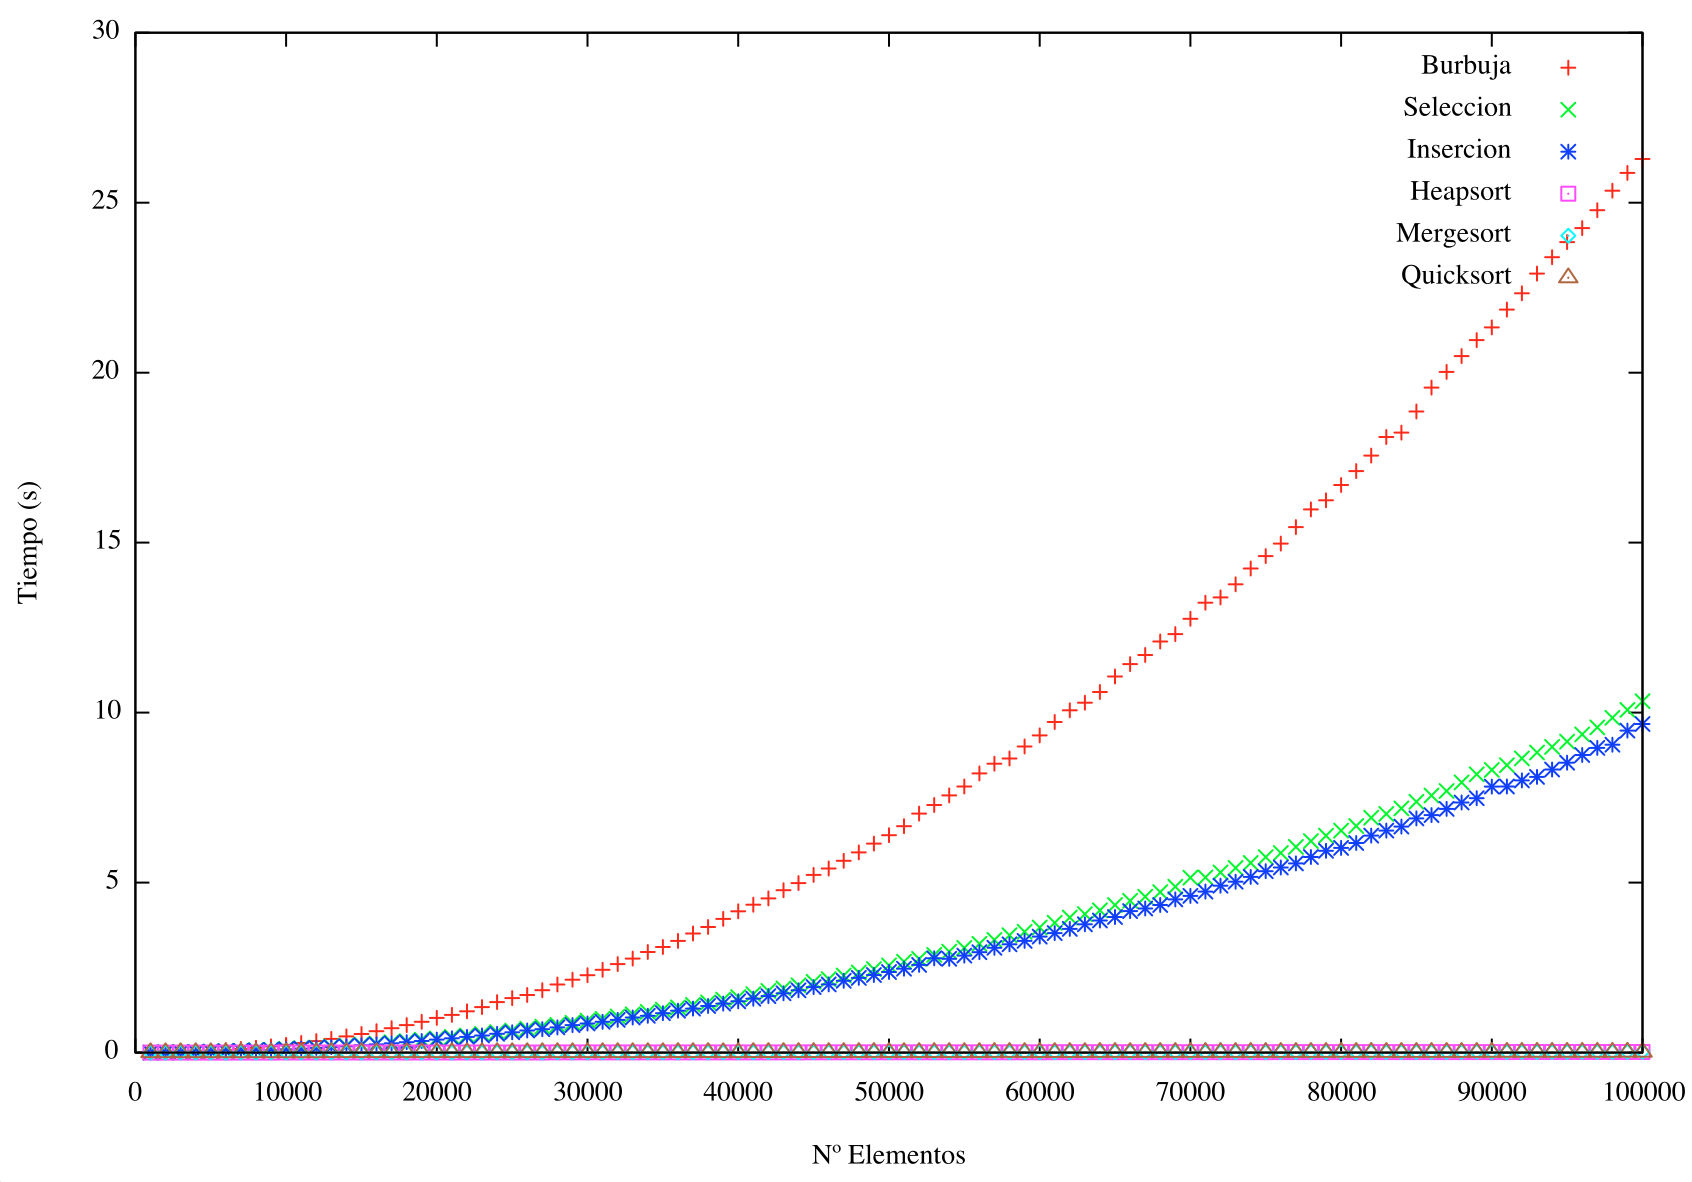 30
25
20
15
10
5
0
Tiempo (s)
Burbuja
Seleccion
Insercion
Heapsort
Mergesort
Quicksort
0 10000 20000 30000 40000 50000 60000 70000 80000 90000 100000
Nº Elementos